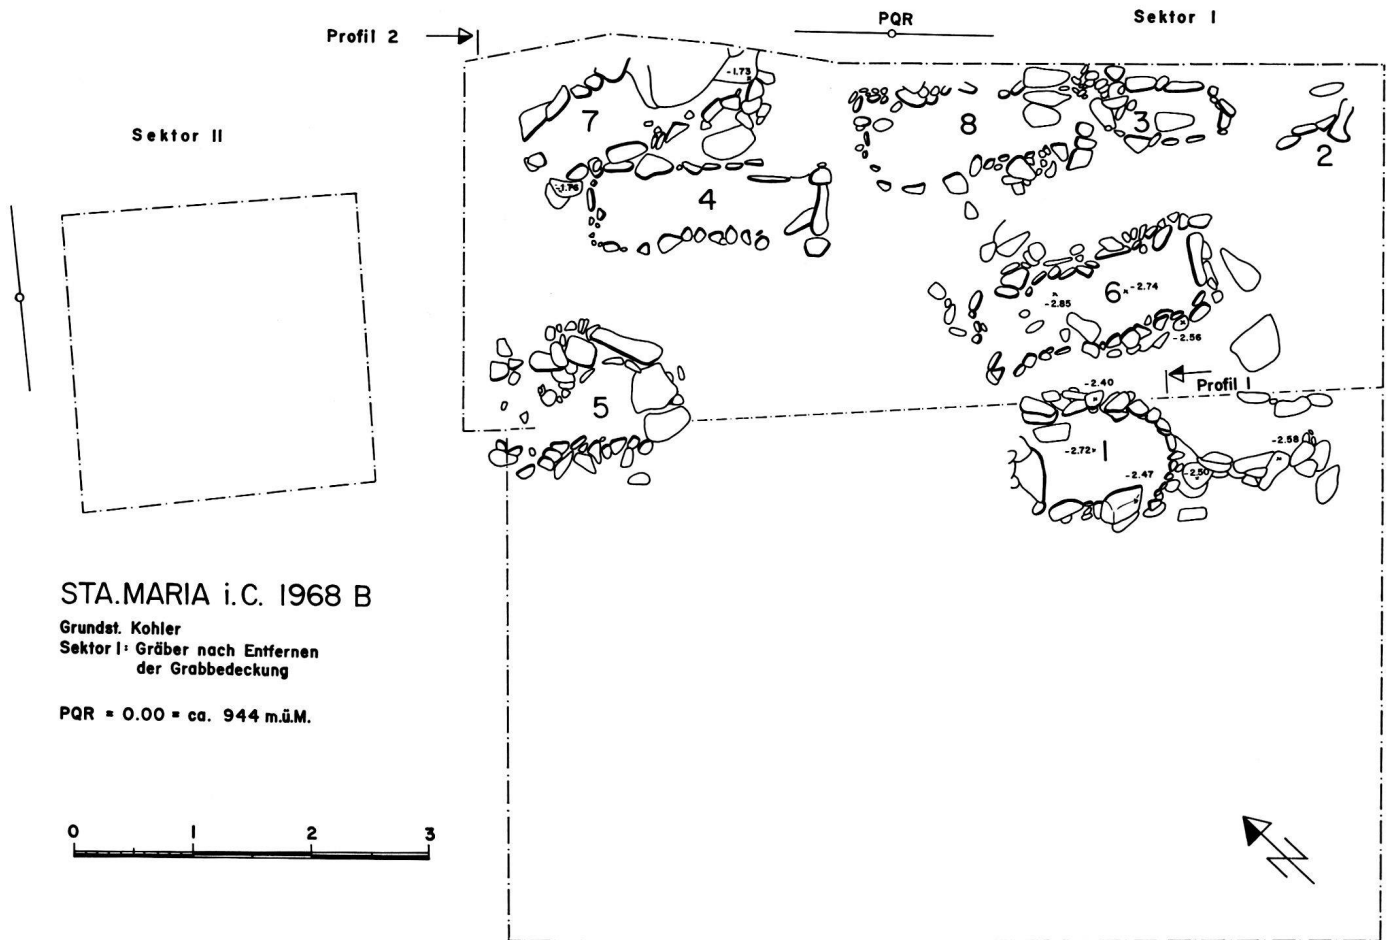 Profil 2
PQR
Sektor I
Sektor II
-1.73
7
8
3
2
-1.76
4
6
-2.74
-2.85
-2.56
-2.40
Profil I
5
-2.72
1
-2.47
-2.50
-2.58
STA.MARIA i.C. 1968 B
Grundst. Kohler
Sektor I: Gräber nach Entfernen
der Grabbedeckung
PQR = 0.00 = ca. 944 m.ü.M.
0 1 2 3
N